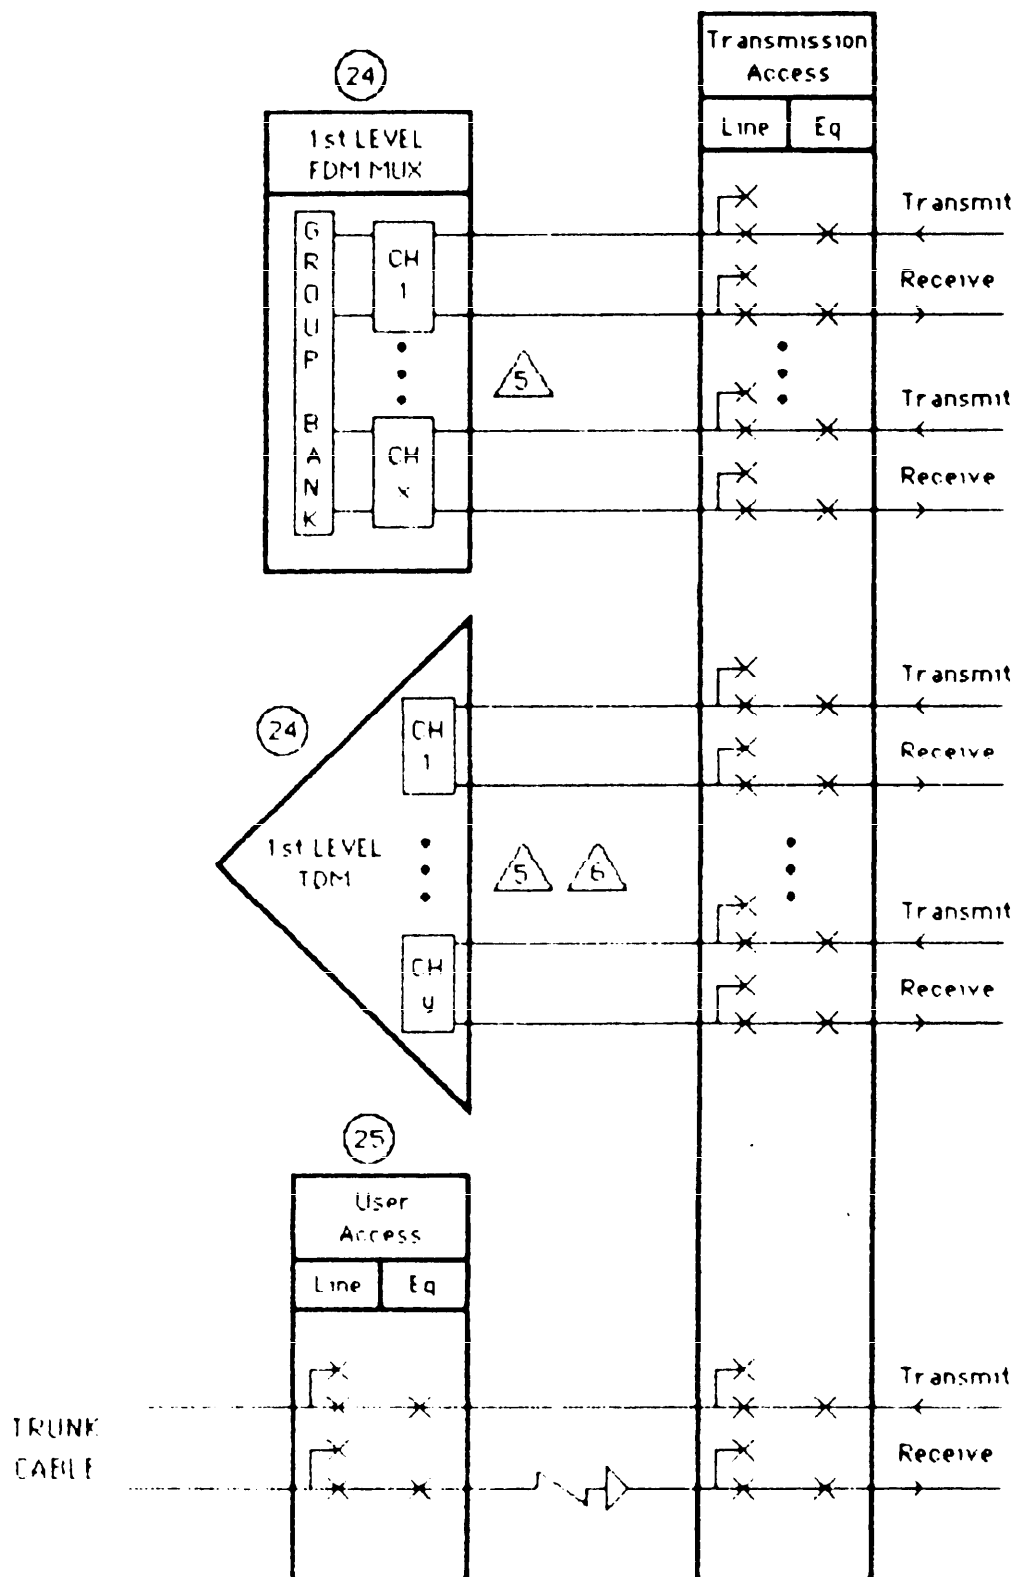 Transmission
Access
Line
Eq
24
1st LEVEL
FDM MUX
GROUP BANK
CH
1
CH
x
5
Transmit
Receive
Transmit
Receive
24
1st LEVEL
TDM
CH
1
CH
y
5
6
Transmit
Receive
Transmit
Receive
25
User
Access
Line
Eq
TRUNK
CABLE
Transmit
Receive